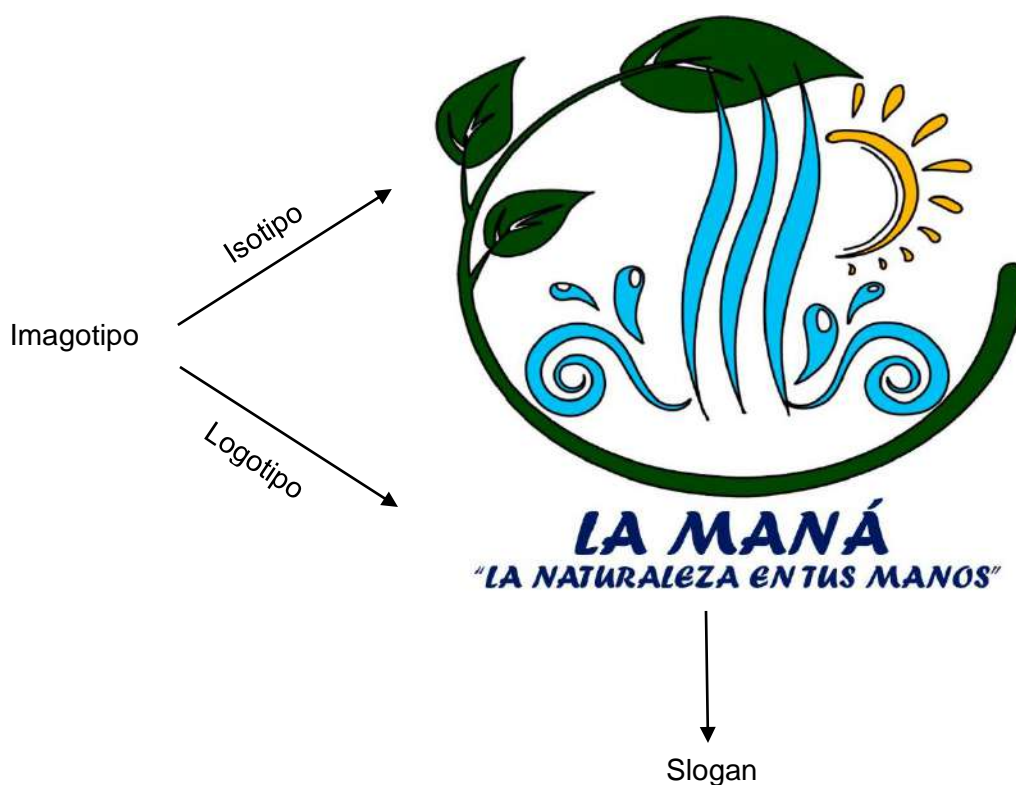 Isotipo
Imagotipo
Logotipo
LA MANÁ
"LA NATURALEZA EN TUS MANOS"
Slogan